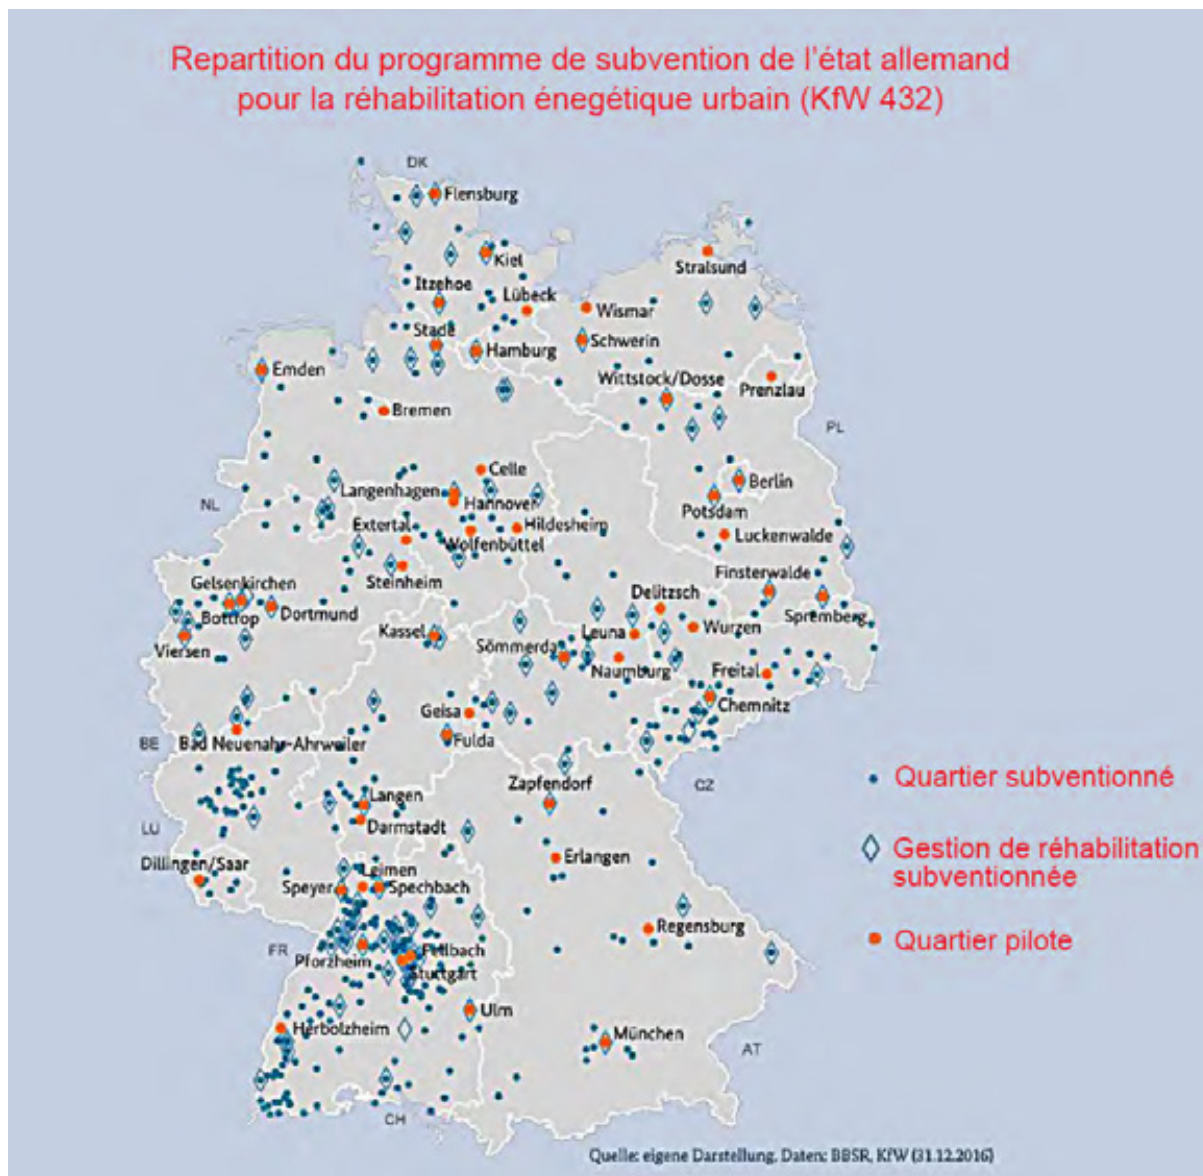 Repartition du programme de subvention de l'état allemand
pour la réhabilitation énegétique urbain (KfW 432)
DK
Flensburg
Kiel
Stralsund
Itzehoe
Lübeck
Wismar
Stade
Schwerin
Hamburg
Emden
Wittstock/Dosse
Prenzlau
Bremen
PL
Celle
Berlin
Langenhagen
Hannover
NL
Potsdam
Extertal
Hildesheim
Wolfenbüttel
Luckenwalde
Steinheim
Finsterwalde
Gelsenkirchen
Delitzsch
Bottrop
Dortmund
Spremberg
Kassel
Leuna
Wurzen
Viersen
Sömmerda
Naumburg
Freital
Chemnitz
Geisa
BE
Bad Neuenahr-Ahrweiler
Fulda
CZ
Zapfendorf
Quartier subventionné
Langen
LU
Darmstadt
Gestion de réhabilitation
subventionnée
Dillingen/Saar
Erlangen
Leimen
Speyer
Spechbach
Regensburg
Quartier pilote
FR
Fellbach
Pforzheim
Stuttgart
Ulm
Herbolzheim
München
AT
CH
Quelle: eigene Darstellung, Daten: BBSR, KfW (31.12.2016)